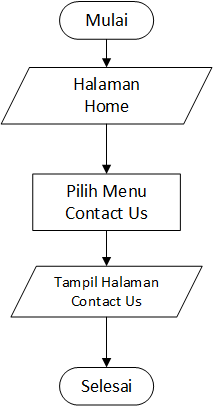 Mulai
Halaman
Home
Pilih Menu
Contact Us
Tampil Halaman
Contact Us
Selesai